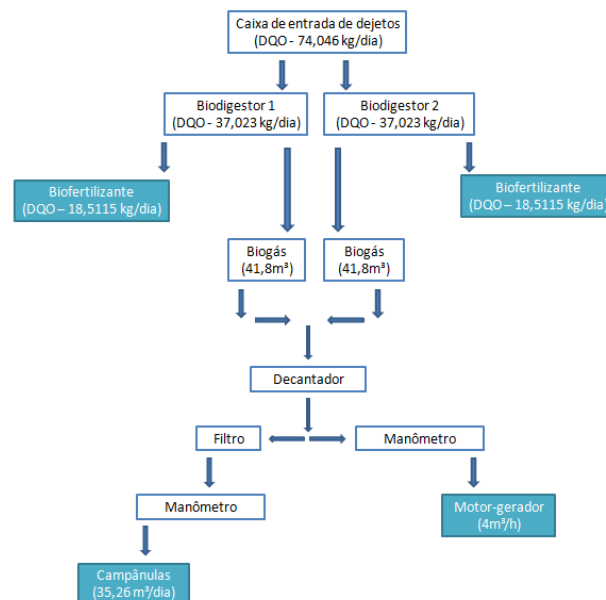 Caixa de entrada de dejetos
(DQO - 74,046 kg/dia)
Biodigestor 1
(DQO - 37,023 kg/dia)
Biodigestor 2
(DQO - 37,023 kg/dia)
Biofertilizante
(DQO – 18,5115 kg/dia)
Biofertilizante
(DQO – 18,5115 kg/dia)
Biogás
(41,8m³)
Biogás
(41,8m³)
Decantador
Filtro
Manômetro
Manômetro
Motor-gerador
(4m³/h)
Campânulas
(35,26 m³/dia)